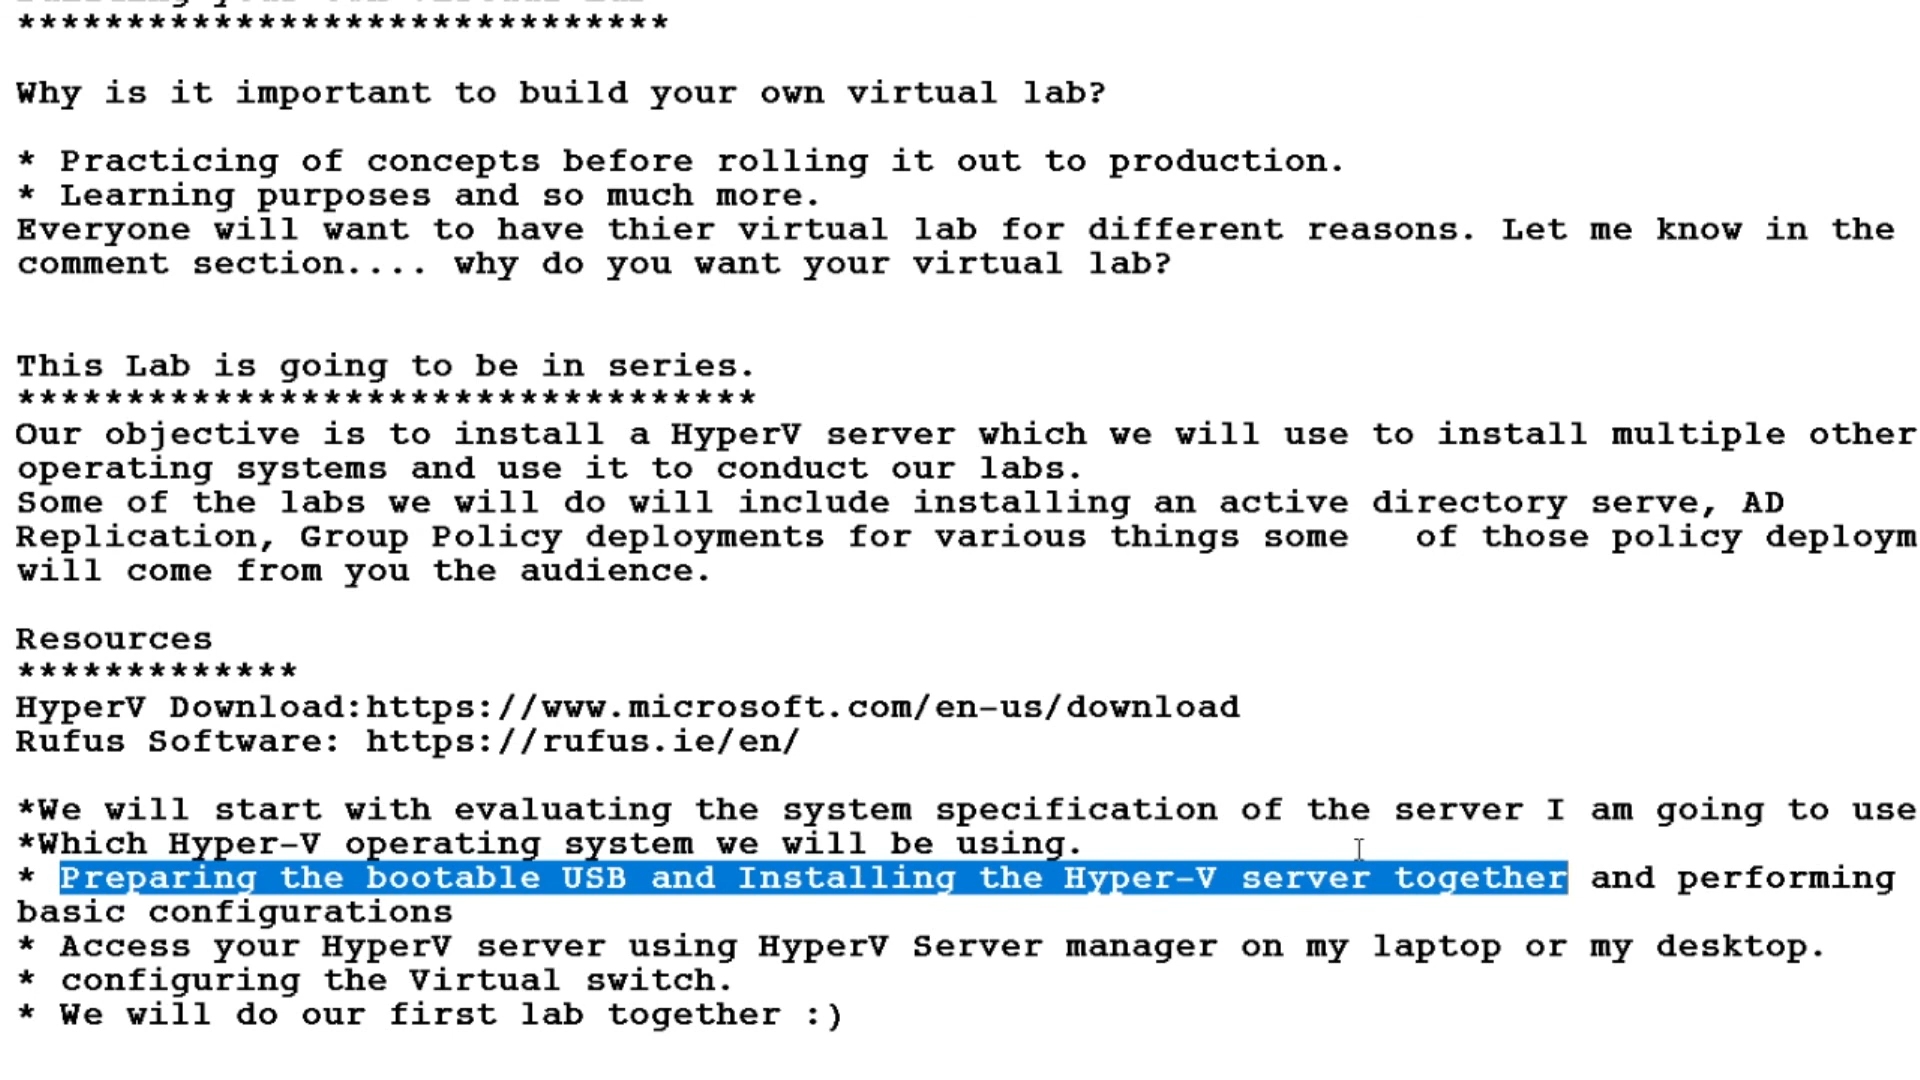 ******************************
Why is it important to build your own virtual lab?
* Practicing of concepts before rolling it out to production.
* Learning purposes and so much more.
Everyone will want to have thier virtual lab for different reasons. Let me know in the
comment section.... why do you want your virtual lab?
This Lab is going to be in series.
**********************************
Our objective is to install a HyperV server which we will use to install multiple other
operating systems and use it to conduct our labs.
Some of the labs we will do will include installing an active directory serve, AD
Replication, Group Policy deployments for various things some   of those policy deploym
will come from you the audience.
Resources
*************
HyperV Download:https://www.microsoft.com/en-us/download
Rufus Software: https://rufus.ie/en/
*We will start with evaluating the system specification of the server I am going to use
*Which Hyper-V operating system we will be using.
* Preparing the bootable USB and Installing the Hyper-V server together and performing
basic configurations
* Access your HyperV server using HyperV Server manager on my laptop or my desktop.
* configuring the Virtual switch.
* We will do our first lab together :)